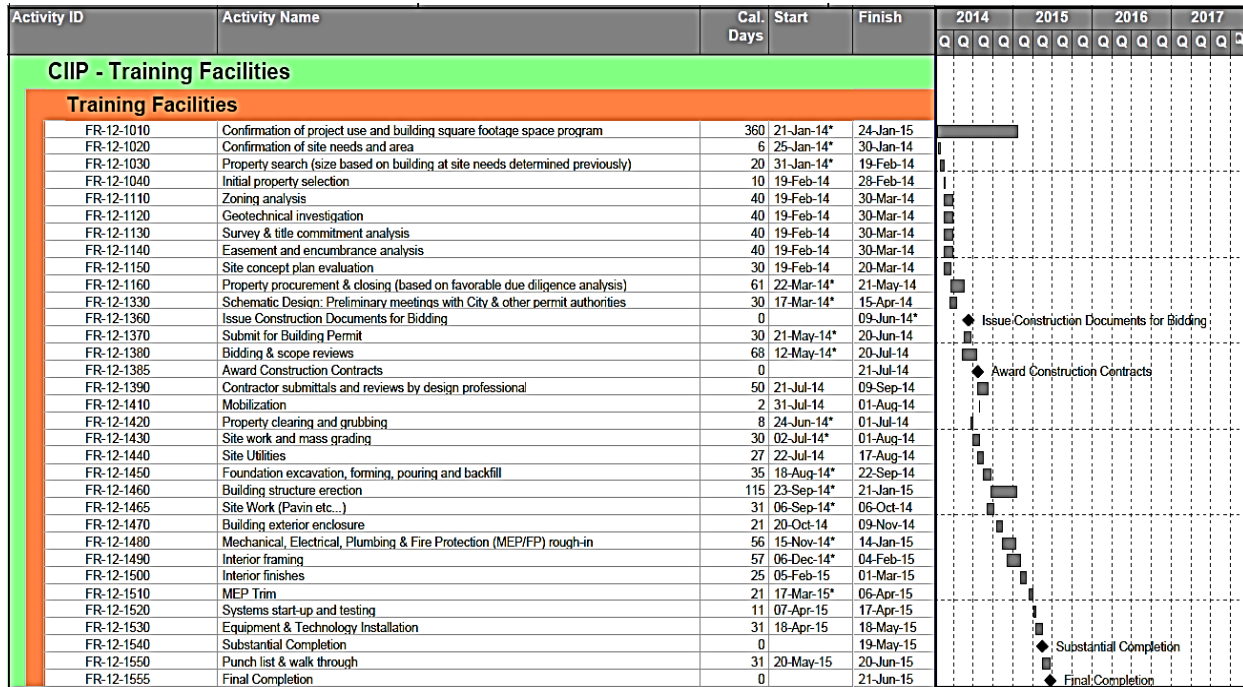 Activity ID Activity Name Cal. Days Start Finish 2014 2015 2016 2017
Q Q Q Q Q Q Q Q Q Q Q Q Q Q Q Q
CIIP - Training Facilities
Training Facilities
FR-12-1010 Confirmation of project use and building square footage space program 360 21-Jan-14* 24-Jan-15
FR-12-1020 Confirmation of site needs and area 6 25-Jan-14* 30-Jan-14
FR-12-1030 Property search (size based on building at site needs determined previously) 20 31-Jan-14* 19-Feb-14
FR-12-1040 Initial property selection 10 19-Feb-14 28-Feb-14
FR-12-1110 Zoning analysis 40 19-Feb-14 30-Mar-14
FR-12-1120 Geotechnical investigation 40 19-Feb-14 30-Mar-14
FR-12-1130 Survey & title commitment analysis 40 19-Feb-14 30-Mar-14
FR-12-1140 Easement and encumbrance analysis 40 19-Feb-14 30-Mar-14
FR-12-1150 Site concept plan evaluation 30 19-Feb-14 20-Mar-14
FR-12-1160 Property procurement & closing (based on favorable due diligence analysis) 61 22-Mar-14* 21-May-14
FR-12-1330 Schematic Design: Preliminary meetings with City & other permit authorities 30 17-Mar-14* 15-Apr-14
FR-12-1360 Issue Construction Documents for Bidding 0 09-Jun-14* Issue Construction Documents for Bidding
FR-12-1370 Submit for Building Permit 30 21-May-14* 20-Jun-14
FR-12-1380 Bidding & scope reviews 68 12-May-14* 20-Jul-14
FR-12-1385 Award Construction Contracts 0 21-Jul-14 Award Construction Contracts
FR-12-1390 Contractor submittals and reviews by design professional 50 21-Jul-14 09-Sep-14
FR-12-1410 Mobilization 2 31-Jul-14 01-Aug-14
FR-12-1420 Property clearing and grubbing 8 24-Jun-14* 01-Jul-14
FR-12-1430 Site work and mass grading 30 02-Jul-14* 01-Aug-14
FR-12-1440 Site Utilities 27 22-Jul-14 17-Aug-14
FR-12-1450 Foundation excavation, forming, pouring and backfill 35 18-Aug-14* 22-Sep-14
FR-12-1460 Building structure erection 115 23-Sep-14* 21-Jan-15
FR-12-1465 Site Work (Pavin etc...) 31 06-Sep-14* 06-Oct-14
FR-12-1470 Building exterior enclosure 21 20-Oct-14 09-Nov-14
FR-12-1480 Mechanical, Electrical, Plumbing & Fire Protection (MEP/FP) rough-in 56 15-Nov-14* 14-Jan-15
FR-12-1490 Interior framing 57 06-Dec-14* 04-Feb-15
FR-12-1500 Interior finishes 25 05-Feb-15 01-Mar-15
FR-12-1510 MEP Trim 21 17-Mar-15* 06-Apr-15
FR-12-1520 Systems start-up and testing 11 07-Apr-15 17-Apr-15
FR-12-1530 Equipment & Technology Installation 31 18-Apr-15 18-May-15
FR-12-1540 Substantial Completion 0 19-May-15 Substantial Completion
FR-12-1550 Punch list & walk through 31 20-May-15 20-Jun-15
FR-12-1555 Final Completion 0 21-Jun-15 Final Completion